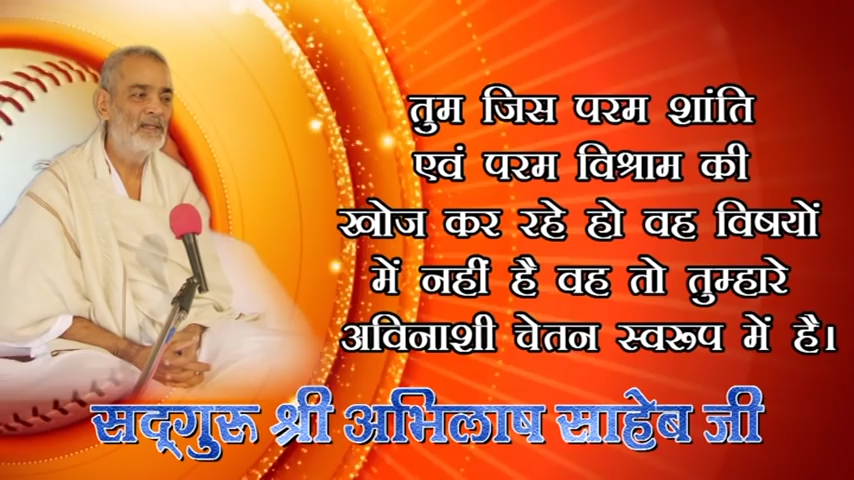 तुम जिस परम शांति
एवं परम विश्राम की
खोज कर रहे हो वह विषयों
में नहीं है वह तो तुम्हारे
अविनाशी चेतन स्वरूप में है।
सद्‌गुरू श्री अभिलाष साहेब जी